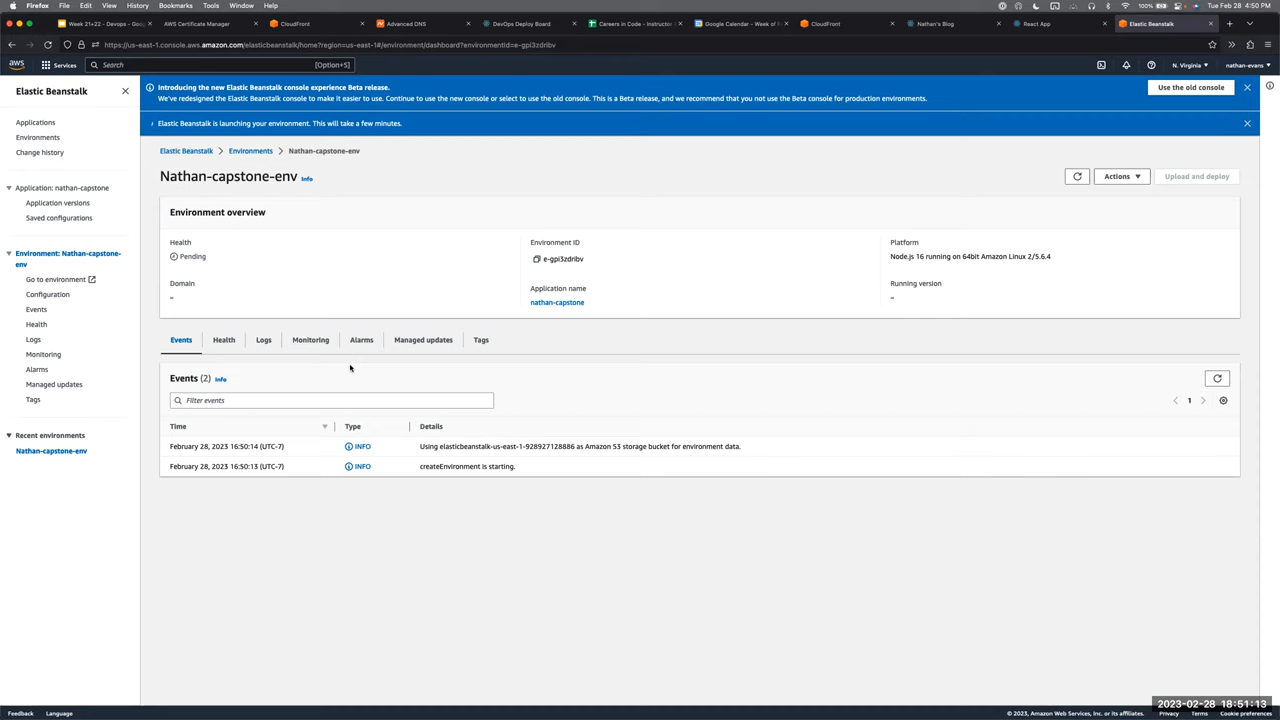 Firefox File Edit View History Bookmarks Tools Window Help 100% Tue Feb 28 4:50 PM
Week 21+22 - Devops - Goo AWS Certificate Manager CloudFront Advanced DNS DevOps Deploy Board Careers in Code - Instructor Google Calendar - Week of F CloudFront Nathan's Blog React App Elastic Beanstalk
https://us-east-1.console.aws.amazon.com/elasticbeanstalk/home?region=us-east-1#/environment/dashboard?environmentId=e-gpi3zdribv
aws Services Search [Option+S] N. Virginia nathan-evans
Elastic Beanstalk
Applications
Environments
Change history
Application: nathan-capstone
Application versions
Saved configurations
Environment: Nathan-capstone-
env
Go to environment
Configuration
Events
Health
Logs
Monitoring
Alarms
Managed updates
Tags
Recent environments
Nathan-capstone-env
Introducing the new Elastic Beanstalk console experience Beta release.
We've redesigned the Elastic Beanstalk console to make it easier to use. Continue to use the new console or select to use the old console. This is a Beta release, and we recommend that you not use the Beta console for production environments.
Use the old console
Elastic Beanstalk is launching your environment. This will take a few minutes.
Elastic Beanstalk Environments Nathan-capstone-env
Nathan-capstone-env Info
Actions Upload and deploy
Environment overview
Health
Pending
Domain
–
Environment ID
e-gpi3zdribv
Application name
nathan-capstone
Platform
Node.js 16 running on 64bit Amazon Linux 2/5.6.4
Running version
–
Events Health Logs Monitoring Alarms Managed updates Tags
Events (2) Info
Filter events
1
Time Type Details
February 28, 2023 16:50:14 (UTC-7) INFO Using elasticbeanstalk-us-east-1-928927128886 as Amazon S3 storage bucket for environment data.
February 28, 2023 16:50:13 (UTC-7) INFO createEnvironment is starting.
2023-02-28 18:51:13
Feedback Language © 2023, Amazon Web Services, Inc. or its affiliates. Privacy Terms Cookie preferences